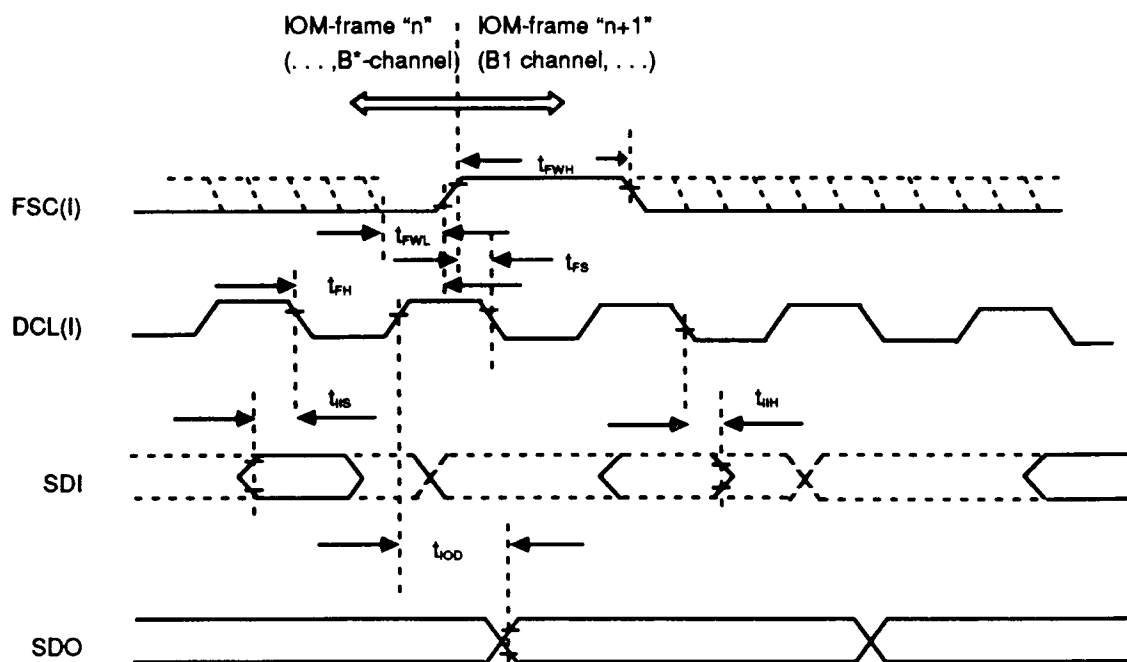 IOM-frame “n” IOM-frame “n+1”
(. . . ,B*-channel) (B1 channel, . . .)
tFWH
FSC(I)
tFWL
tFS
tFH
DCL(I)
tIIS
tIIH
SDI
tIOD
SDO